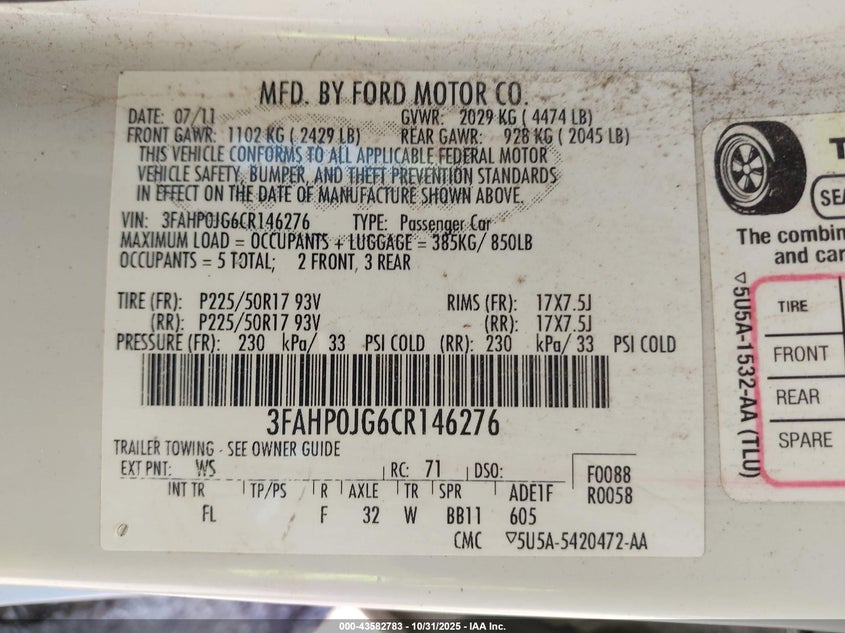 MFD. BY FORD MOTOR CO.
DATE: 07/11 GVWR: 2029 KG ( 4474 LB)
FRONT GAWR: 1102 KG ( 2429 LB) REAR GAWR: 928 KG ( 2045 LB)
THIS VEHICLE CONFORMS TO ALL APPLICABLE FEDERAL MOTOR
VEHICLE SAFETY, BUMPER, AND THEFT PREVENTION STANDARDS
IN EFFECT ON THE DATE OF MANUFACTURE SHOWN ABOVE.
VIN: 3FAHP0JG6CR146276 TYPE: Passenger Car
MAXIMUM LOAD = OCCUPANTS + LUGGAGE = 385KG/ 850LB
OCCUPANTS = 5 TOTAL; 2 FRONT, 3 REAR
TIRE (FR): P225/50R17 93V RIMS (FR): 17X7.5J
(RR): P225/50R17 93V (RR): 17X7.5J
PRESSURE (FR): 230 kPa/ 33 PSI COLD (RR): 230 kPa/ 33 PSI COLD
3FAHP0JG6CR146276
TRAILER TOWING - SEE OWNER GUIDE
EXT PNT: WS RC: 71 DSO: F0088
INT TR TP/PS R AXLE TR SPR ADE1F R0058
FL F 32 W BB11 605
CMC ▽5U5A-5420472-AA
The combin
and car
TIRE
FRONT
REAR
SPARE
▽5U5A-1532-AA (TLU)
000-43582783 - 10/31/2025 - IAA Inc.